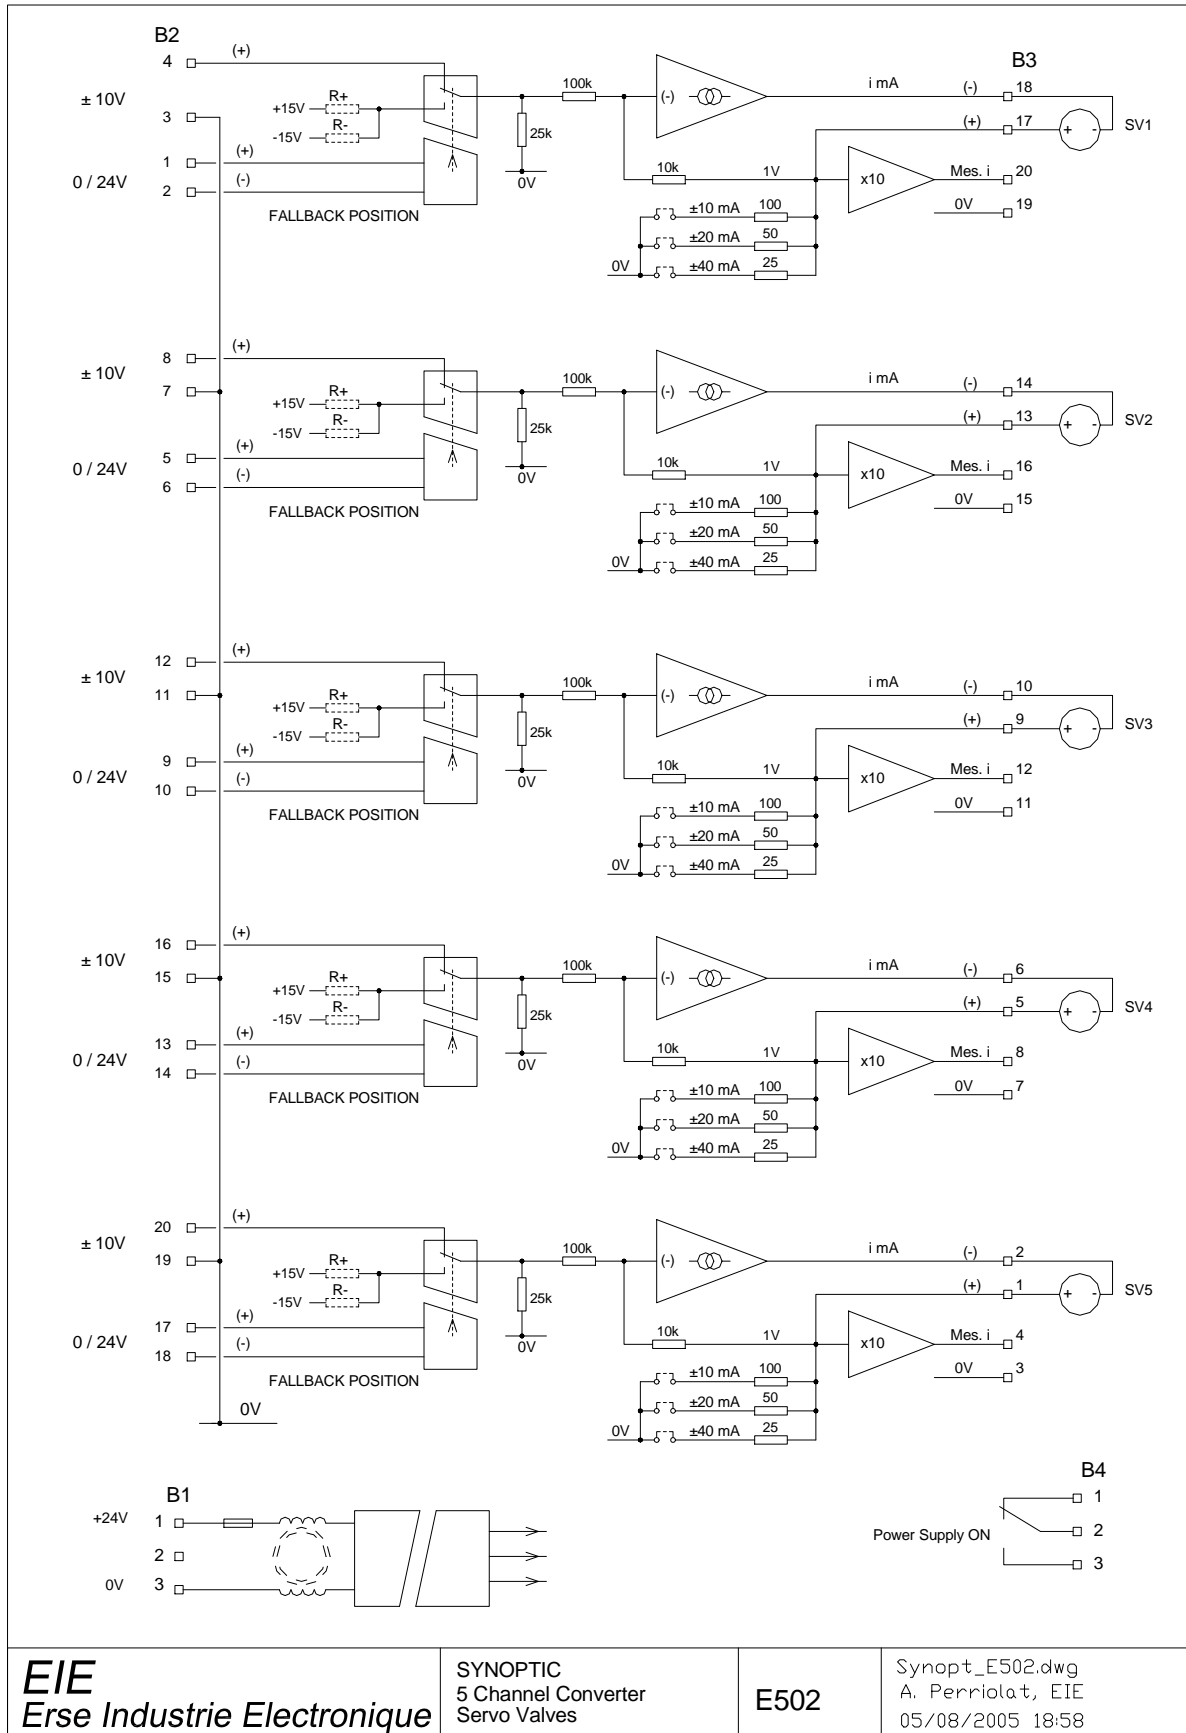 B2
4 (+)
± 10V
3
+15V R+
-15V R-
1 (+)
0 / 24V
2 (-)
FALLBACK POSITION
100k
25k
0V
(-)
i mA
B3
(-) 18
(+) 17
+ - SV1
10k 1V
x10
Mes. i 20
0V 19
±10 mA 100
±20 mA 50
0V ±40 mA 25
8 (+)
± 10V
7
+15V R+
-15V R-
5 (+)
0 / 24V
6 (-)
FALLBACK POSITION
100k
25k
0V
(-)
i mA
(-) 14
(+) 13
+ - SV2
10k 1V
x10
Mes. i 16
0V 15
±10 mA 100
±20 mA 50
0V ±40 mA 25
12 (+)
± 10V
11
+15V R+
-15V R-
9 (+)
0 / 24V
10 (-)
FALLBACK POSITION
100k
25k
0V
(-)
i mA
(-) 10
(+) 9
+ - SV3
10k 1V
x10
Mes. i 12
0V 11
±10 mA 100
±20 mA 50
0V ±40 mA 25
16 (+)
± 10V
15
+15V R+
-15V R-
13 (+)
0 / 24V
14 (-)
FALLBACK POSITION
100k
25k
0V
(-)
i mA
(-) 6
(+) 5
+ - SV4
10k 1V
x10
Mes. i 8
0V 7
±10 mA 100
±20 mA 50
0V ±40 mA 25
20 (+)
± 10V
19
+15V R+
-15V R-
17 (+)
0 / 24V
18 (-)
FALLBACK POSITION
0V
100k
25k
0V
(-)
i mA
(-) 2
(+) 1
+ - SV5
10k 1V
x10
Mes. i 4
0V 3
±10 mA 100
±20 mA 50
0V ±40 mA 25
B1
+24V 1
2
0V 3
B4
1
Power Supply ON 2
3
EIE
Erse Industrie Electronique
SYNOPTIC
5 Channel Converter
Servo Valves
E502
Synopt_E502.dwg
A. Perriolat, EIE
05/08/2005 18:58